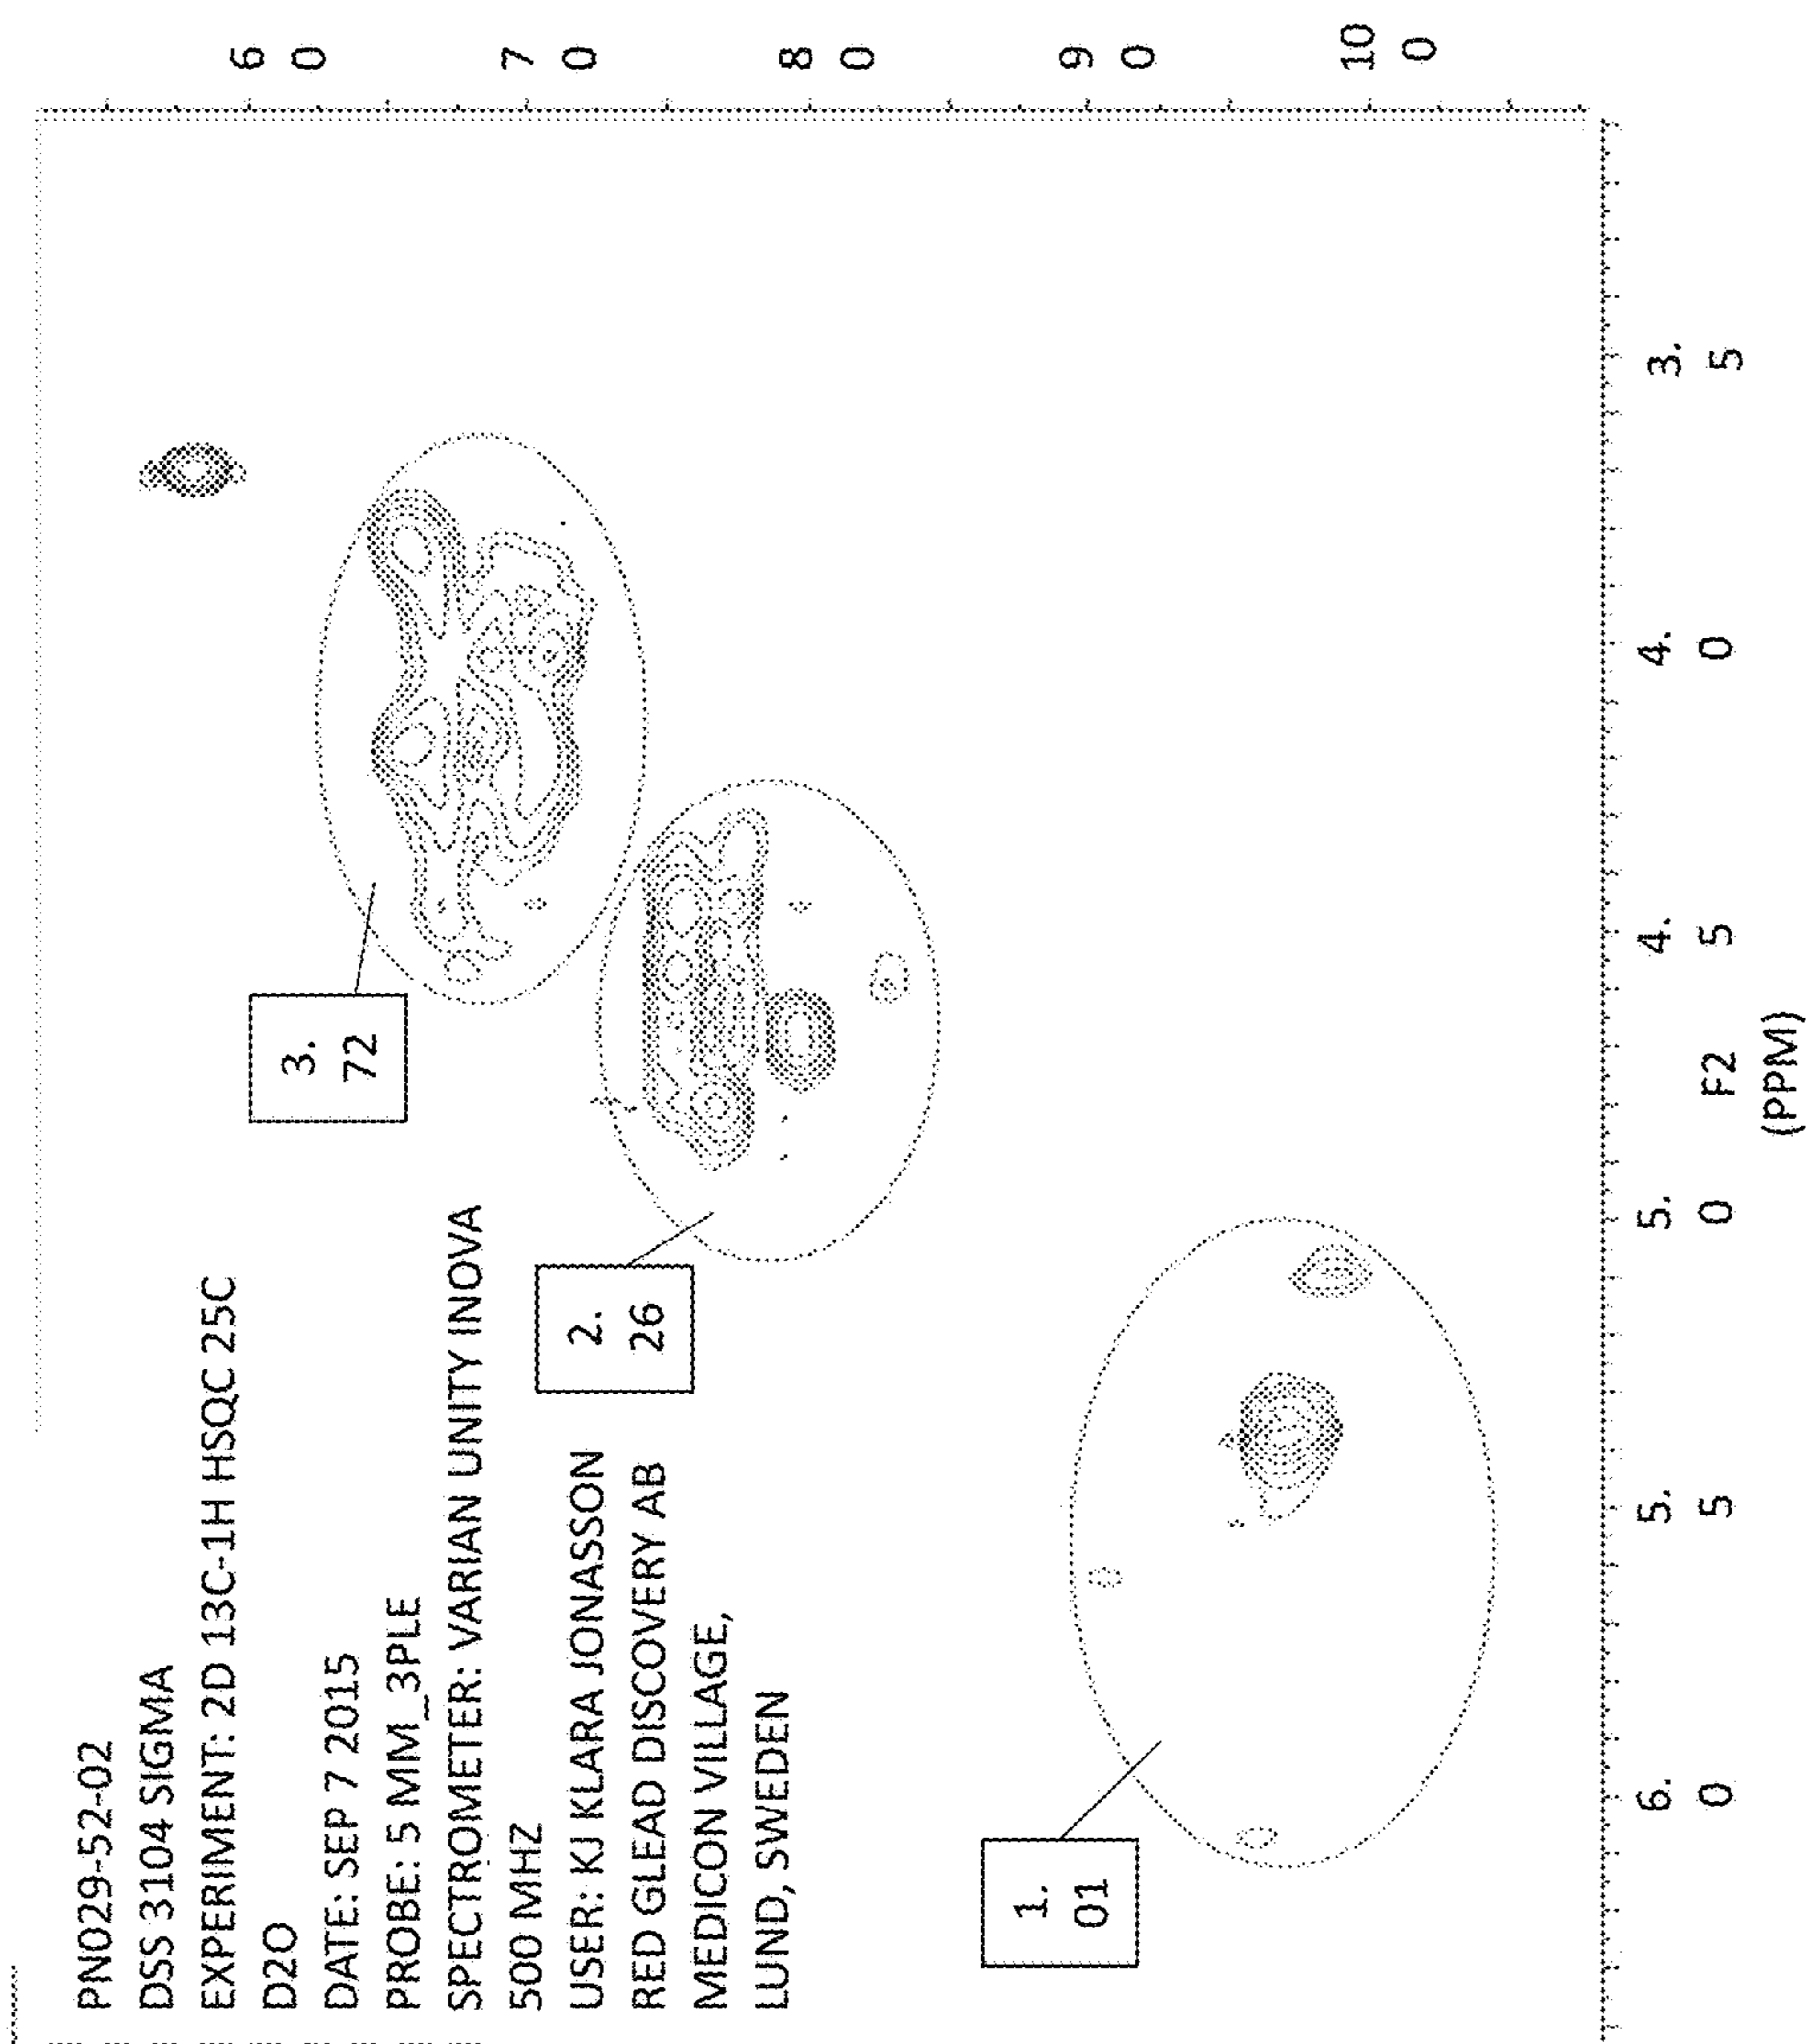 PN029-52-02
DSS 3104 SIGMA
EXPERIMENT: 2D 13C-1H HSQC 25C
D2O
DATE: SEP 7 2015
PROBE: 5 MM_3PLE
SPECTROMETER: VARIAN UNITY INOVA
500 MHZ
USER: KJ KLARA JONASSON
RED GLEAD DISCOVERY AB
MEDICON VILLAGE,
LUND, SWEDEN
3.
72
2.
26
1.
01
6
0
7
0
8
0
9
0
10
0
6.
0
5.
5
5.
0
4.
5
4.
0
3.
5
F2
(PPM)